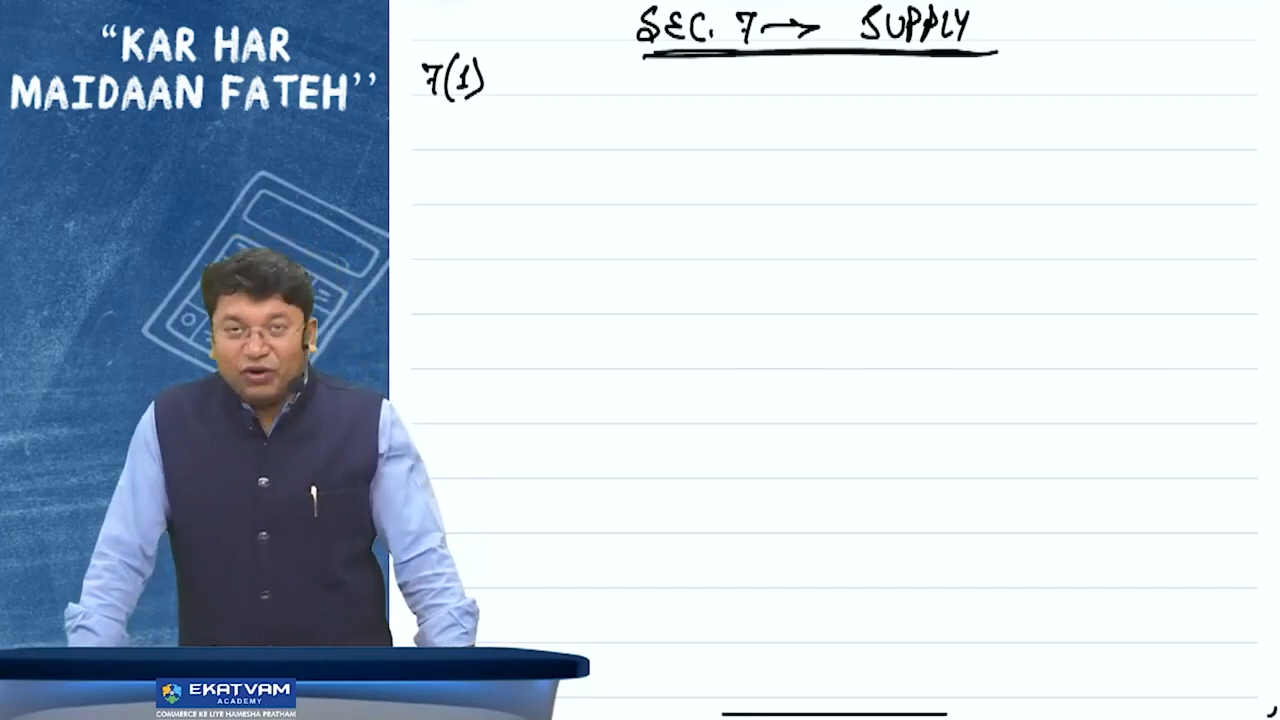 “KAR HAR
MAIDAAN FATEH’’
SEC. 7 → SUPPLY
7(1)
EKATVAM
ACADEMY
COMMERCE KE LIYE HAMESHA PRATHAM